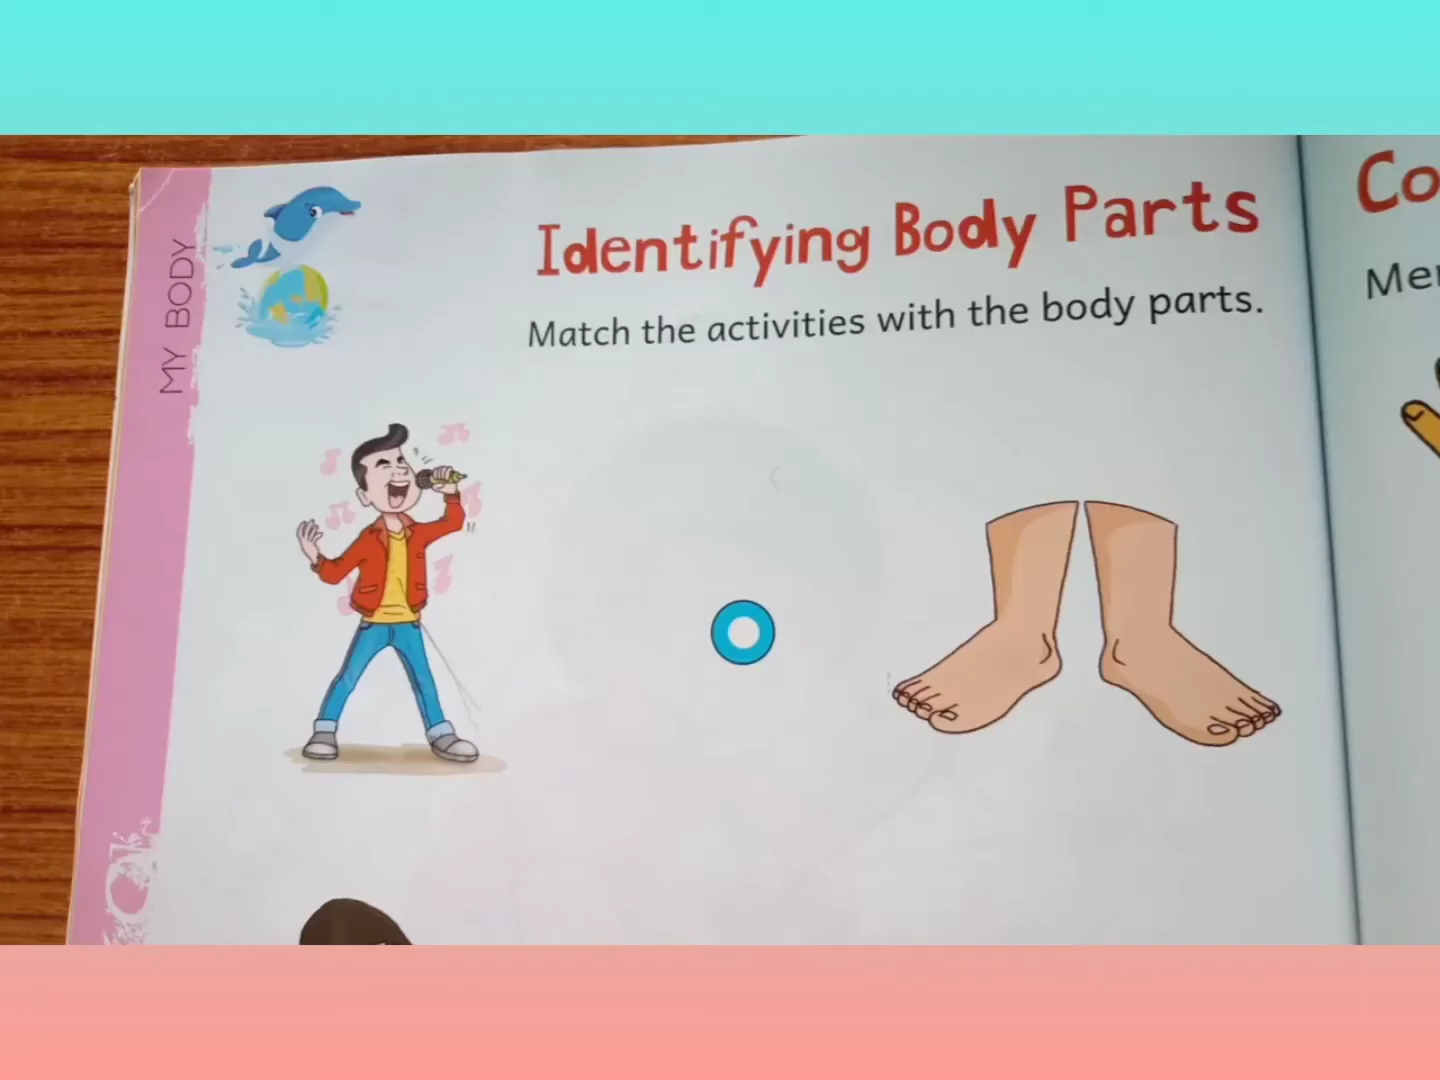 MY BODY
Identifying Body Parts
Match the activities with the body parts.